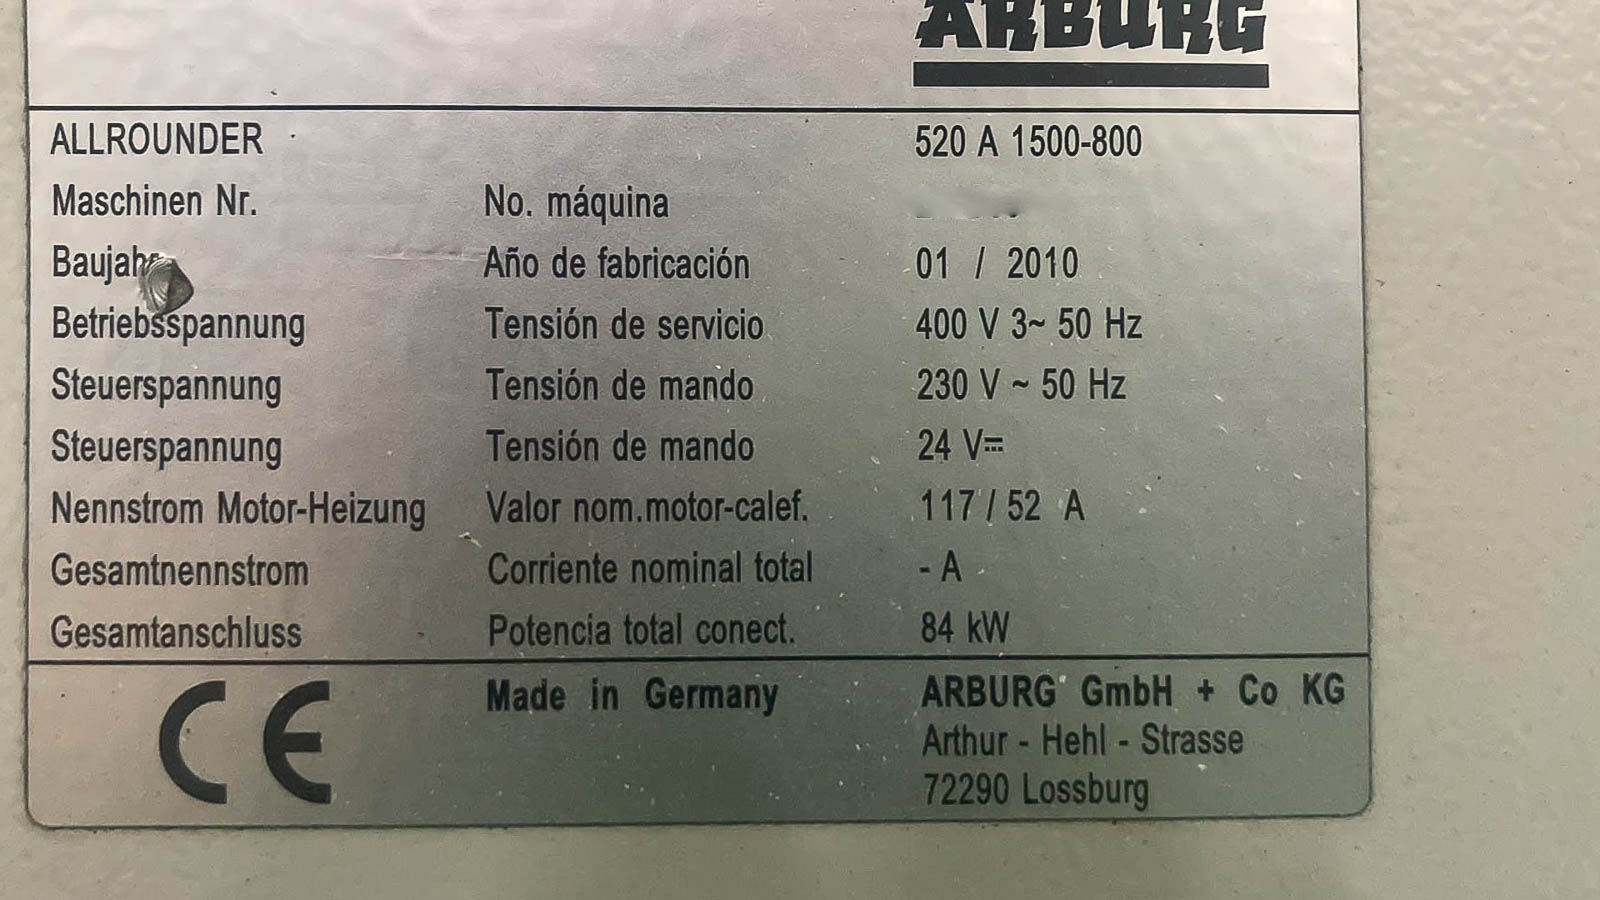 ARBURG
ALLROUNDER 520 A 1500-800
Maschinen Nr. No. máquina
Baujahr Año de fabricación 01 / 2010
Betriebsspannung Tensión de servicio 400 V 3~ 50 Hz
Steuerspannung Tensión de mando 230 V ~ 50 Hz
Steuerspannung Tensión de mando 24 V⎓
Nennstrom Motor-Heizung Valor nom.motor-calef. 117 / 52 A
Gesamtnennstrom Corriente nominal total - A
Gesamtanschluss Potencia total conect. 84 kW
CE
Made in Germany
ARBURG GmbH + Co KG
Arthur - Hehl - Strasse
72290 Lossburg